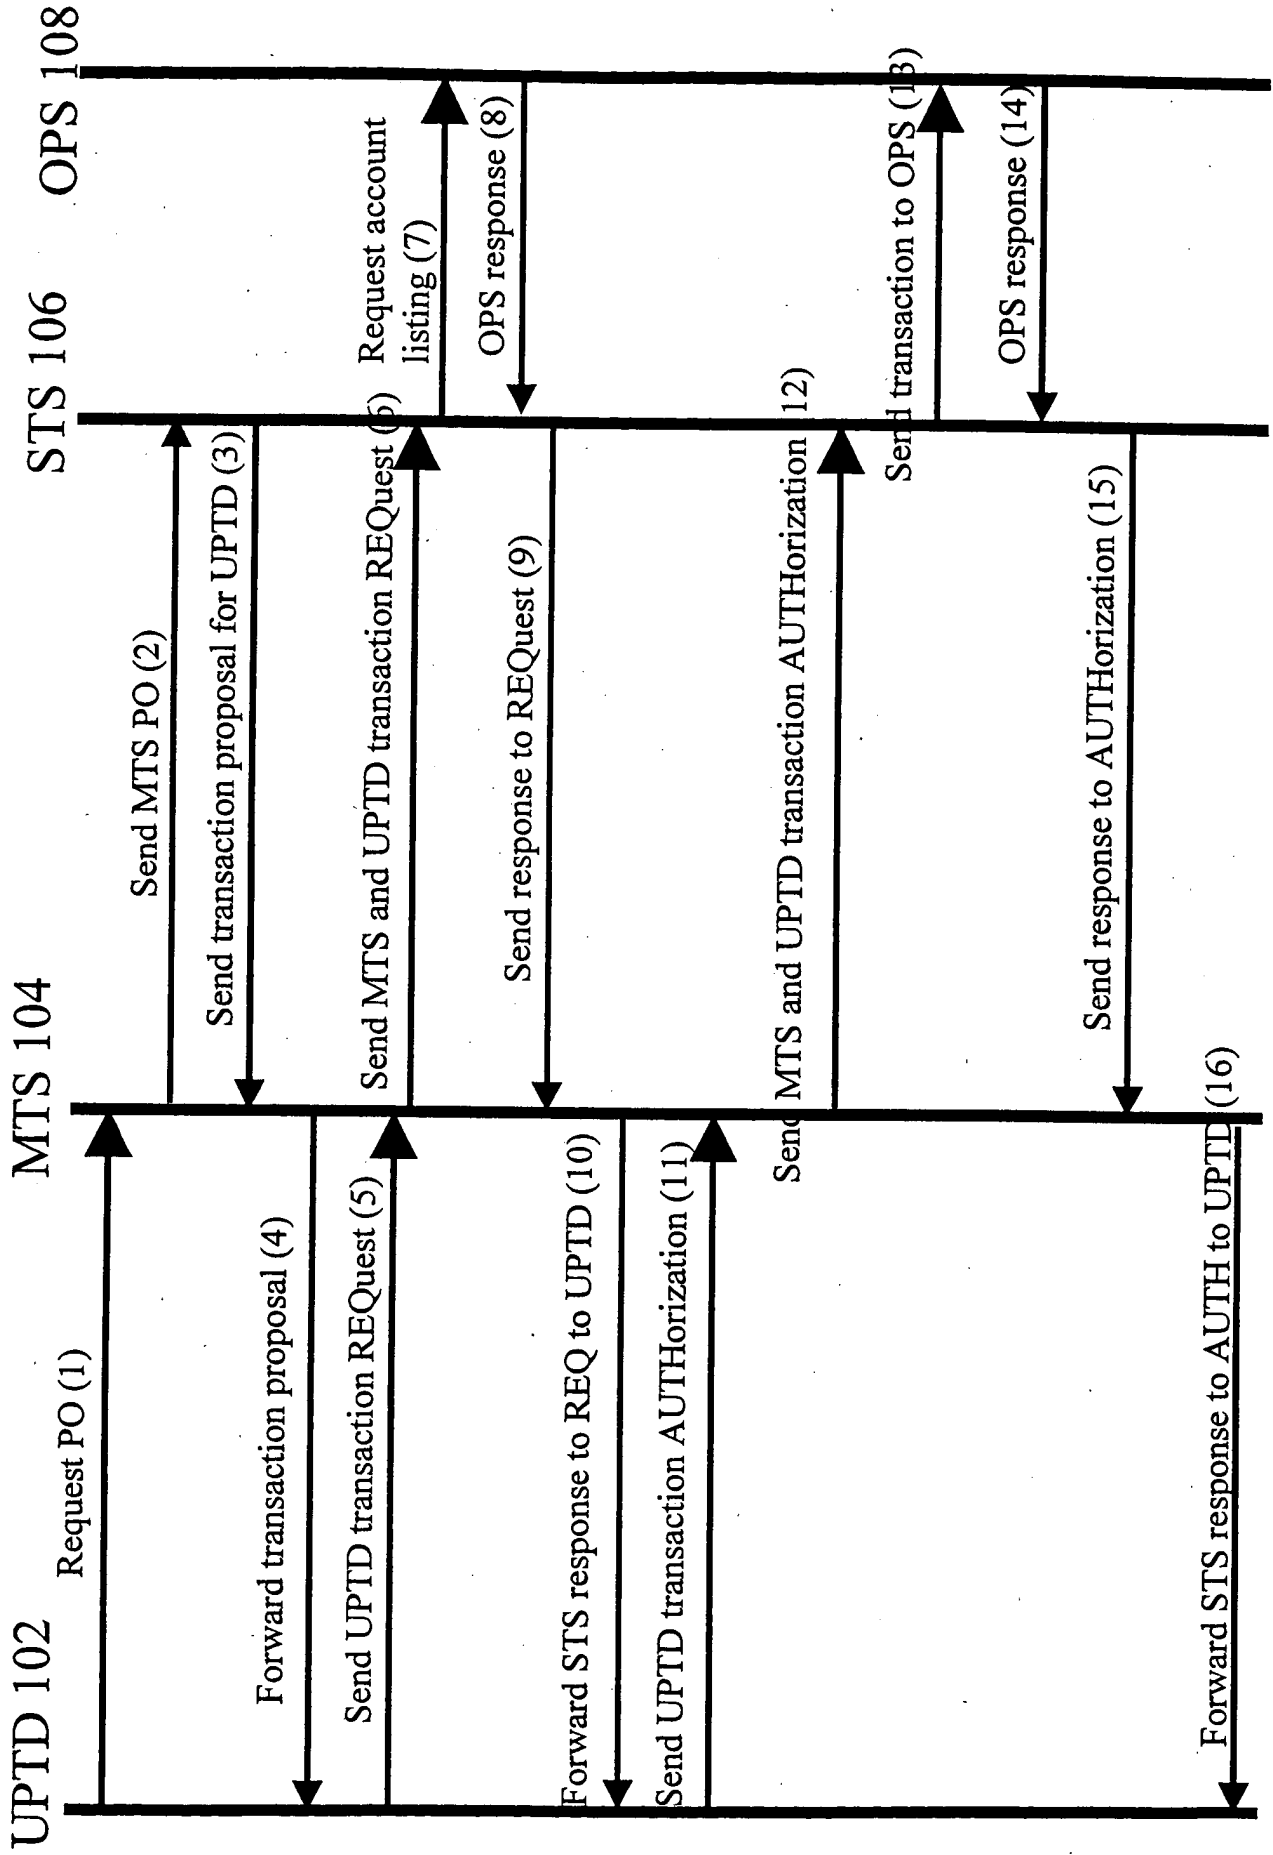 UPTD 102
MTS 104
STS 106
OPS 108
Request PO (1)
Send MTS PO (2)
Send transaction proposal for UPTD (3)
Forward transaction proposal (4)
Send UPTD transaction REQuest (5)
Send MTS and UPTD transaction REQuest (6)
Request account
listing (7)
OPS response (8)
Send response to REQuest (9)
Forward STS response to REQ to UPTD (10)
Send UPTD transaction AUTHorization (11)
Send MTS and UPTD transaction AUTHorization 12)
Send transaction to OPS (13)
OPS response (14)
Send response to AUTHorization (15)
Forward STS response to AUTH to UPTD (16)